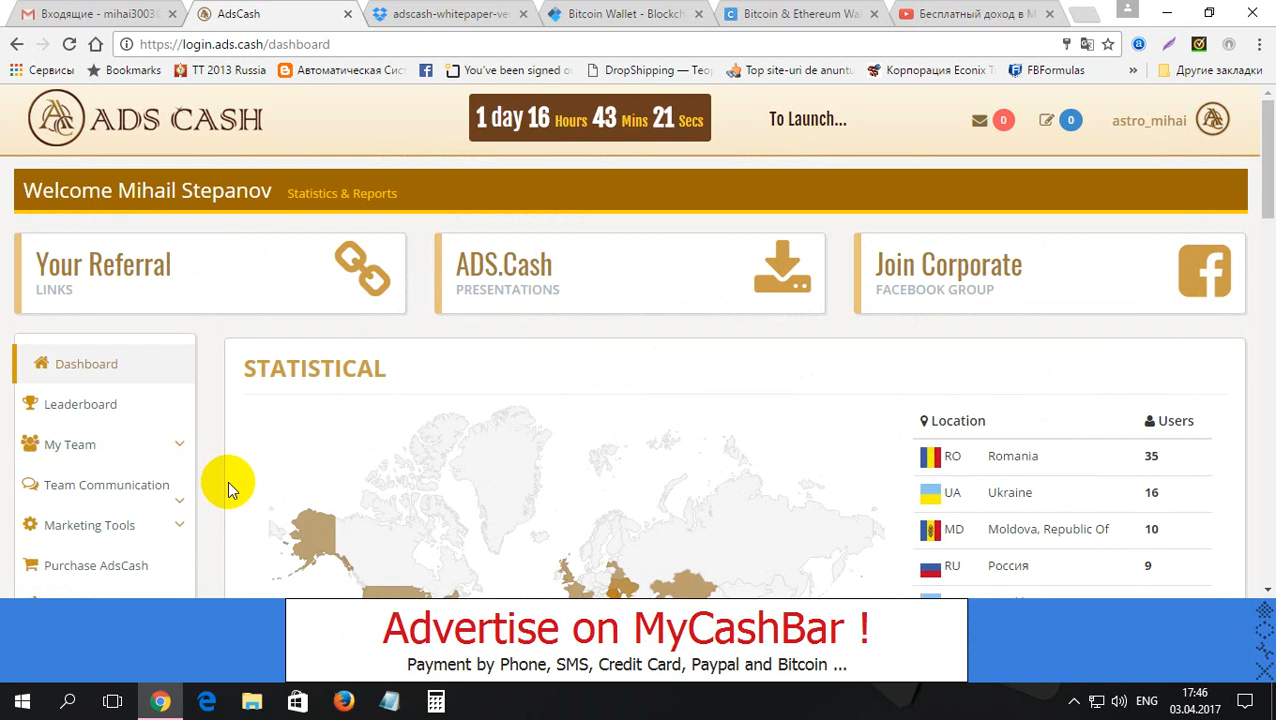 Входящие - mihai3003
AdsCash
adscash-whitepaper-ve
Bitcoin Wallet - Blockch
Bitcoin & Ethereum Wa
Бесплатный доход в М
https://login.ads.cash/dashboard
Сервисы
Bookmarks
TT 2013 Russia
Автоматическая Сис
You've been signed o
DropShipping — Teo
Top site-uri de anuntu
Корпорация Econix T
FBFormulas
»
Другие закладки
ADS CASH
1 day 16 Hours 43 Mins 21 Secs
To Launch...
0
0
astro_mihai
Welcome Mihail Stepanov Statistics & Reports
Your Referral
LINKS
ADS.Cash
PRESENTATIONS
Join Corporate
FACEBOOK GROUP
Dashboard
Leaderboard
My Team
Team Communication
Marketing Tools
Purchase AdsCash
STATISTICAL
Location Users
RO Romania 35
UA Ukraine 16
MD Moldova, Republic Of 10
RU Россия 9
Advertise on MyCashBar !
Payment by Phone, SMS, Credit Card, Paypal and Bitcoin ...
ENG
17:46
03.04.2017